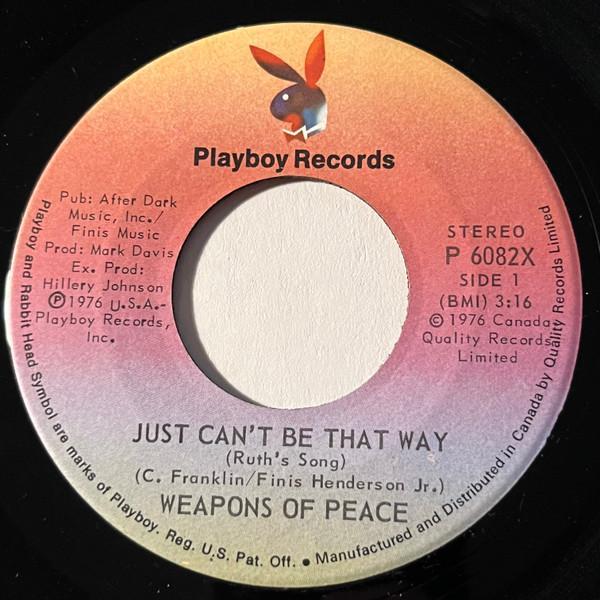 Playboy Records
Pub: After Dark
Music, Inc./
Finis Music
Prod: Mark Davis
Ex. Prod:
Hillery Johnson
Ⓟ1976 U.S.A.-
Playboy Records,
Inc.
STEREO
P 6082X
SIDE 1
(BMI) 3:16
© 1976 Canada-
Quality Records
Limited
JUST CAN'T BE THAT WAY
(Ruth's Song)
(C. Franklin/Finis Henderson Jr.)
WEAPONS OF PEACE
Playboy and Rabbit Head Symbol are marks of Playboy. Reg. U.S. Pat. Off. ● Manufactured and Distributed in Canada by Quality Records Limited